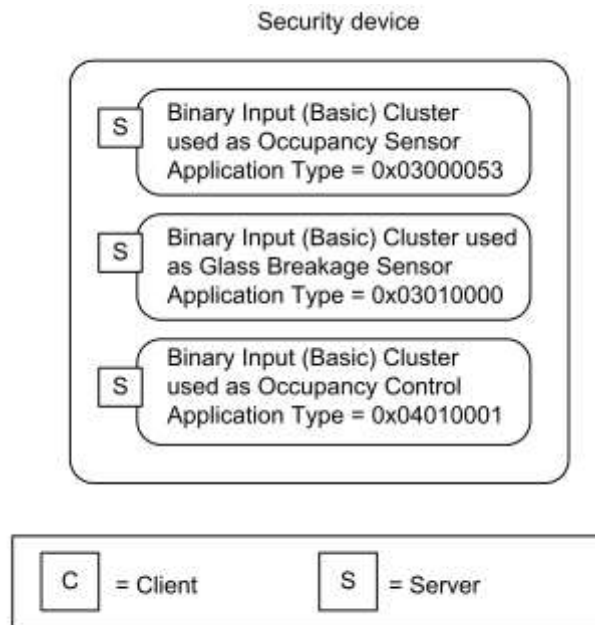 Security device
S
Binary Input (Basic) Cluster
used as Occupancy Sensor
Application Type = 0x03000053
S
Binary Input (Basic) Cluster used
as Glass Breakage Sensor
Application Type = 0x03010000
S
Binary Input (Basic) Cluster
used as Occupancy Control
Application Type = 0x04010001
C = Client
S = Server